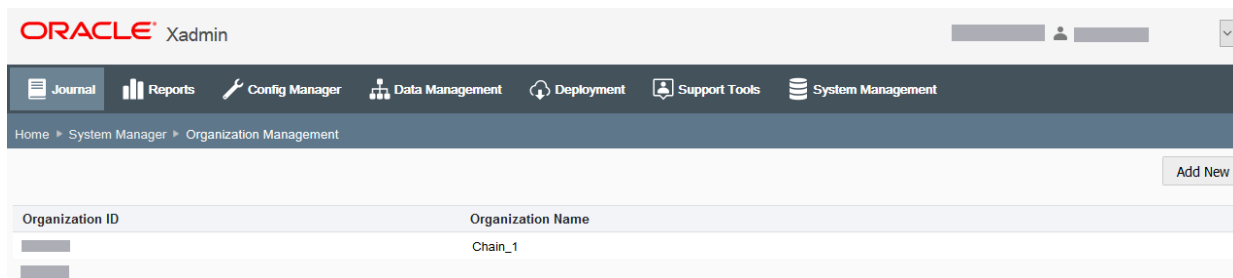 ORACLE® Xadmin
Journal Reports Config Manager Data Management Deployment Support Tools System Management
Home ▸ System Manager ▸ Organization Management
Add New
Organization ID Organization Name
Chain_1